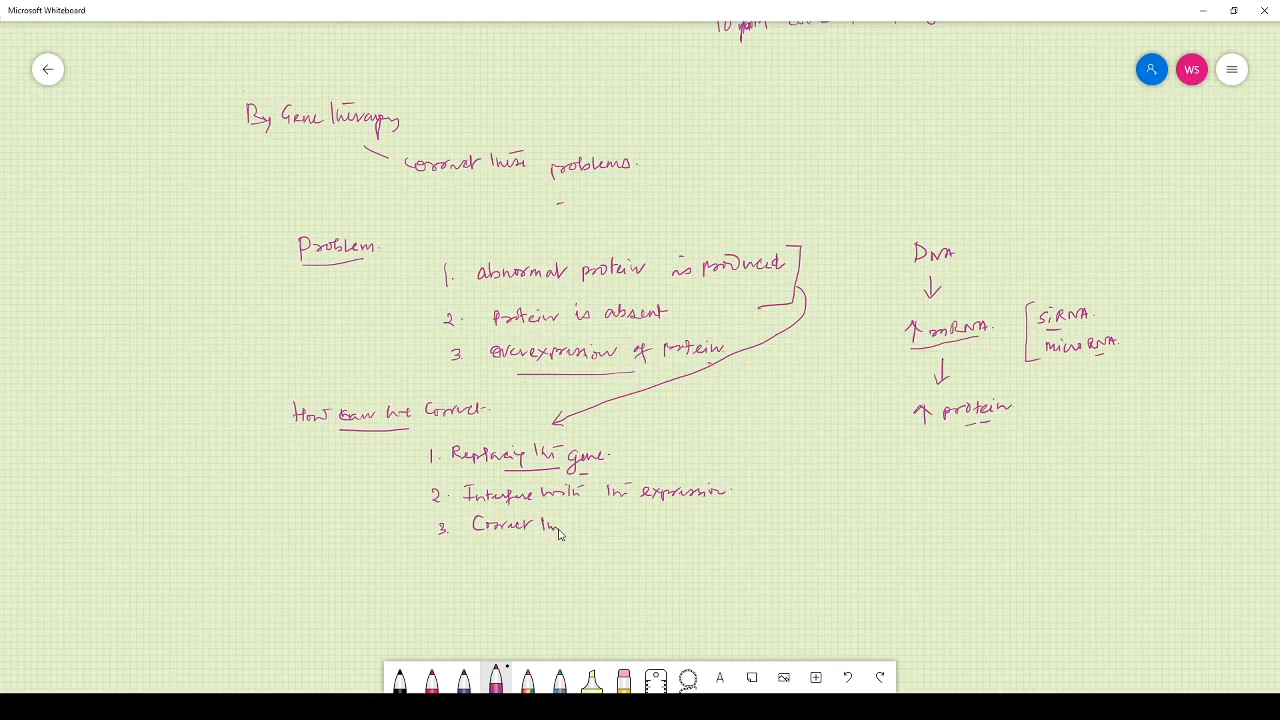 Microsoft Whiteboard
WS
By Gene therapy
correct these problems.
Problem.
1. abnormal protein is produced
2. protein is absent
3. overexpression of protein.
DNA
↑ mRNA.
siRNA.
microRNA.
↑ protein.
How can we correct.
1. Replacing the gene.
2. Interfere with the expression.
3. Correct the
A